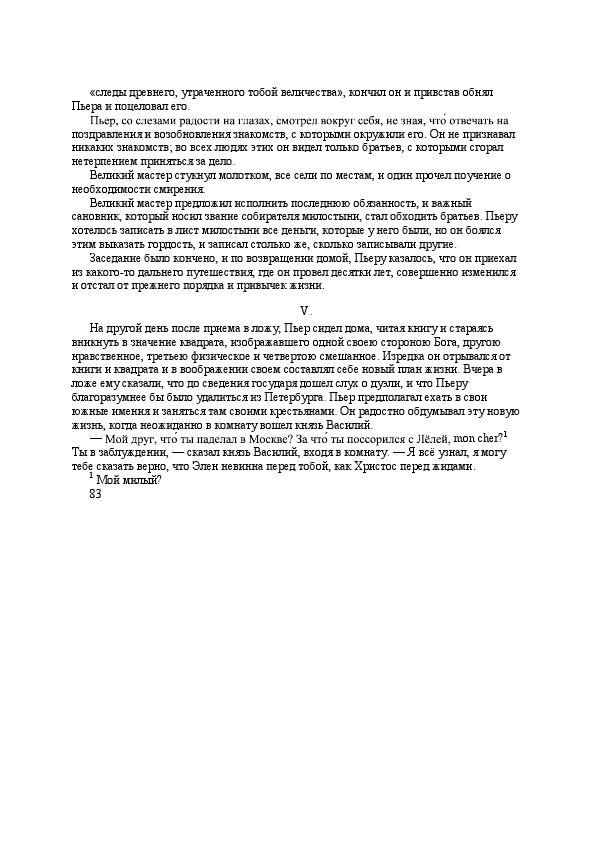 «следы древнего, утраченного тобой величества», кончил он и привстав обнял
Пьера и поцеловал его.
Пьер, со слезами радости на глазах, смотрел вокруг себя, не зная, что́ отвечать на
поздравления и возобновления знакомств, с которыми окружили его. Он не признавал
никаких знакомств; во всех людях этих он видел только братьев, с которыми сгорал
нетерпением приняться за дело.
Великий мастер стукнул молотком, все сели по местам, и один прочел поучение о
необходимости смирения.
Великий мастер предложил исполнить последнюю обязанность, и важный
сановник, который носил звание собирателя милостыни, стал обходить братьев. Пьеру
хотелось записать в лист милостыни все деньги, которые у него были, но он боялся
этим выказать гордость, и записал столько же, сколько записывали другие.
Заседание было кончено, и по возвращении домой, Пьеру казалось, что он приехал
из какого-то дальнего путешествия, где он провел десятки лет, совершенно изменился
и отстал от прежнего порядка и привычек жизни.
V.
На другой день после приема в ложу, Пьер сидел дома, читая книгу и стараясь
вникнуть в значение квадрата, изображавшего одной своею стороною Бога, другою
нравственное, третьею физическое и четвертою смешанное. Изредка он отрывался от
книги и квадрата и в воображении своем составлял себе новый план жизни. Вчера в
ложе ему сказали, что до сведения государя дошел слух о дуэли, и что Пьеру
благоразумнее бы было удалиться из Петербурга. Пьер предполагал ехать в свои
южные имения и заняться там своими крестьянами. Он радостно обдумывал эту новую
жизнь, когда неожиданно в комнату вошел князь Василий.
— Мой друг, что́ ты наделал в Москве? За что́ ты поссорился с Лёлей, mon cher?¹
Ты в заблуждении, — сказал князь Василий, входя в комнату. — Я всё узнал, я могу
тебе сказать верно, что Элен невинна перед тобой, как Христос перед жидами.
¹ Мой милый?
83